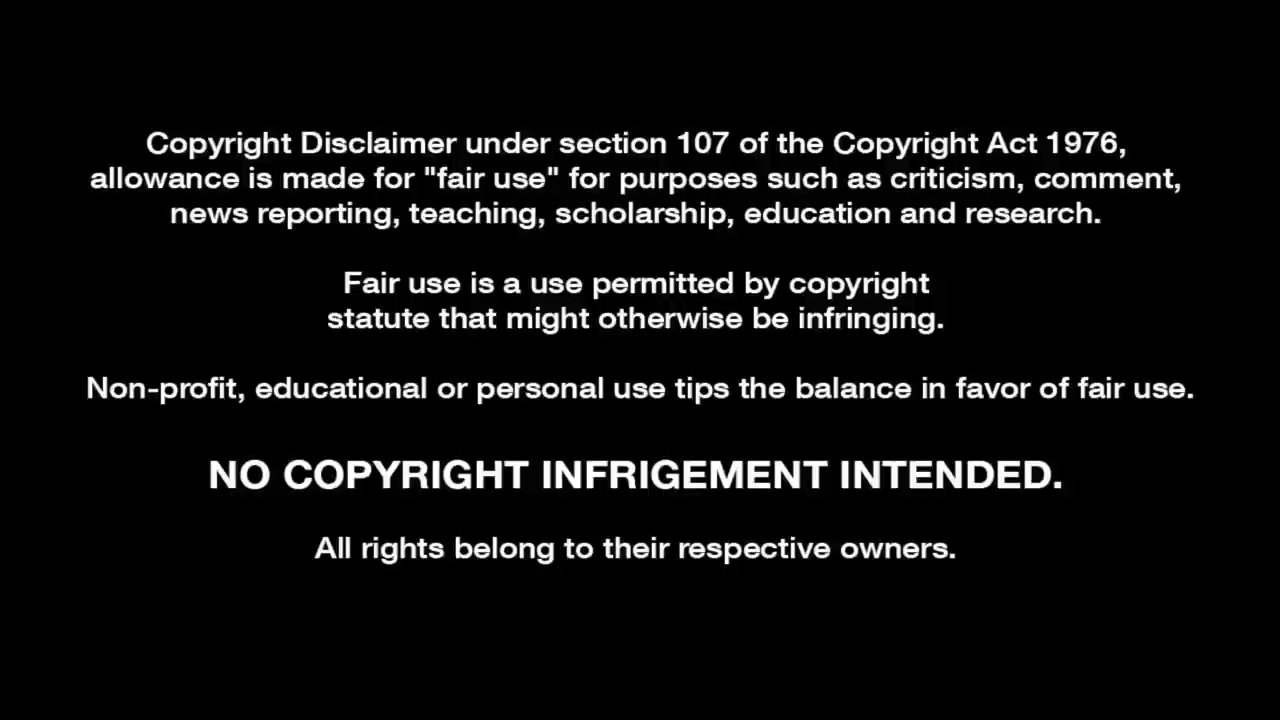 Copyright Disclaimer under section 107 of the Copyright Act 1976,
allowance is made for "fair use" for purposes such as criticism, comment,
news reporting, teaching, scholarship, education and research.
Fair use is a use permitted by copyright
statute that might otherwise be infringing.
Non-profit, educational or personal use tips the balance in favor of fair use.
NO COPYRIGHT INFRIGEMENT INTENDED.
All rights belong to their respective owners.